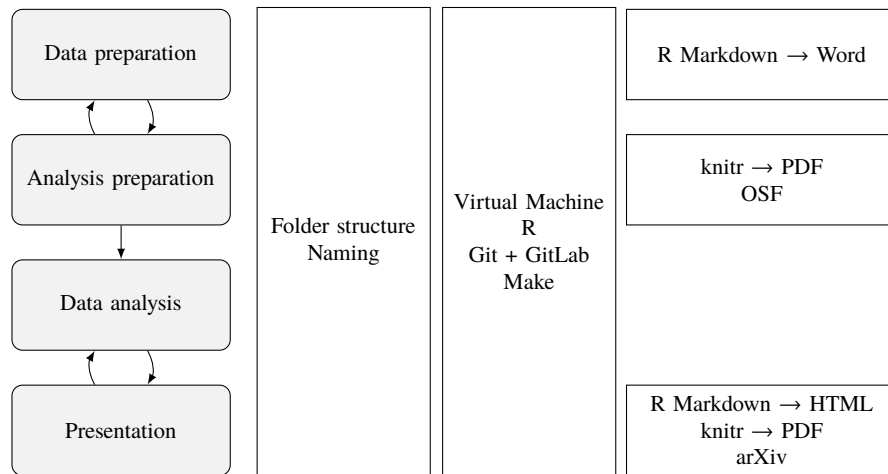 Data preparation
Analysis preparation
Data analysis
Presentation
Folder structure
Naming
Virtual Machine
R
Git + GitLab
Make
R Markdown → Word
knitr → PDF
OSF
R Markdown → HTML
knitr → PDF
arXiv